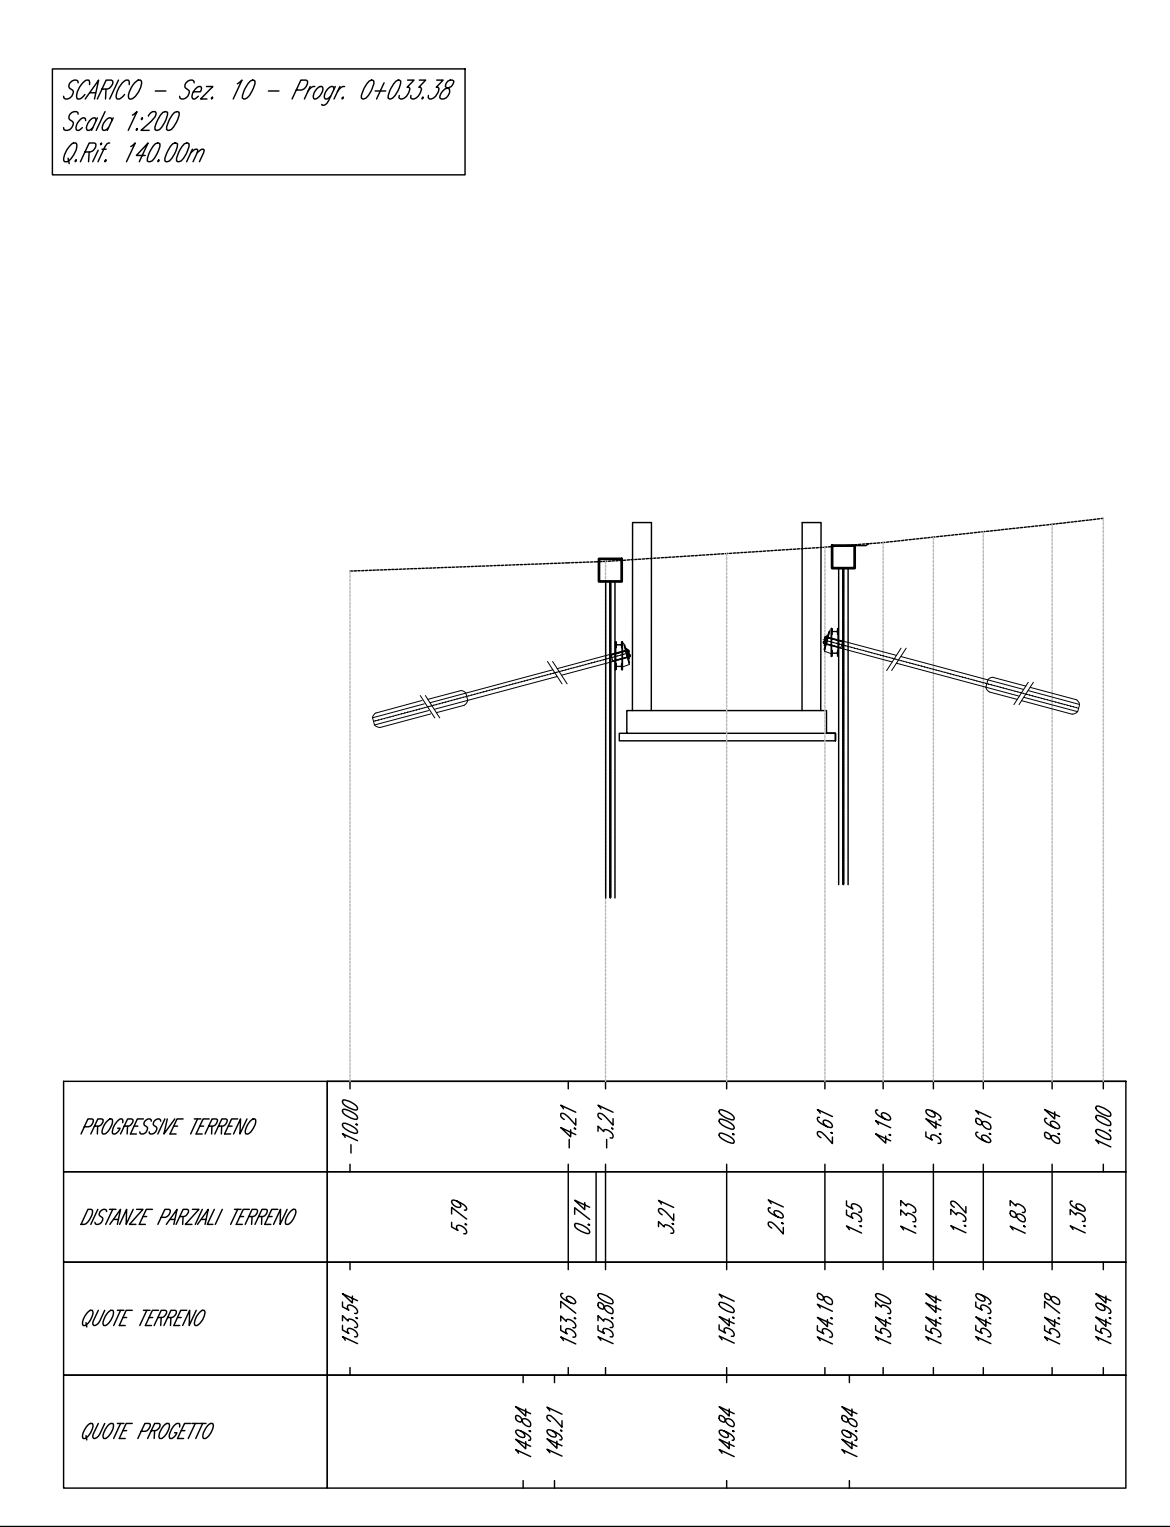 SCARICO – Sez. 10 – Progr. 0+033.38
Scala 1:200
Q.Rif. 140.00m
PROGRESSIVE TERRENO -10.00 -4.21 -3.21 0.00 2.61 4.16 5.49 6.81 8.64 10.00
DISTANZE PARZIALI TERRENO 5.79 0.74 3.21 2.61 1.55 1.33 1.32 1.83 1.36
QUOTE TERRENO 153.54 153.76 153.80 154.01 154.18 154.30 154.44 154.59 154.78 154.94
QUOTE PROGETTO 149.84 149.21 149.84 149.84